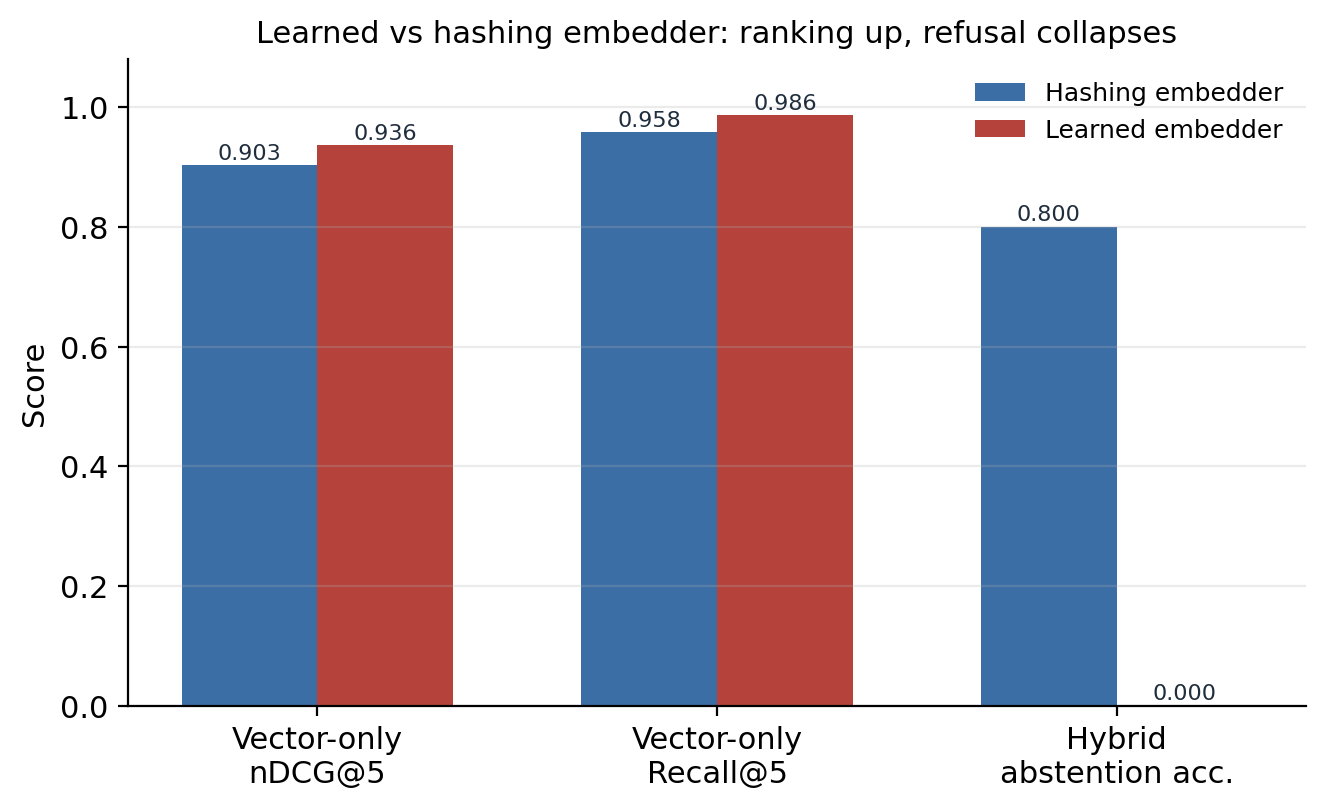 Learned vs hashing embedder: ranking up, refusal collapses
Hashing embedder
Learned embedder
Score
1.0
0.8
0.6
0.4
0.2
0.0
0.903
0.936
0.958
0.986
0.800
0.000
Vector-only
nDCG@5
Vector-only
Recall@5
Hybrid
abstention acc.